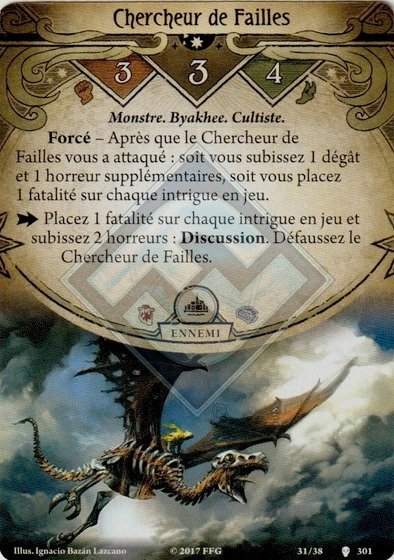 Chercheur de Failles
3
3
4
Monstre. Byakhee. Cultiste.
Forcé – Après que le Chercheur de
Failles vous a attaqué : soit vous subissez 1 dégât
et 1 horreur supplémentaires, soit vous placez
1 fatalité sur chaque intrigue en jeu.
Placez 1 fatalité sur chaque intrigue en jeu et
subissez 2 horreurs : Discussion. Défaussez le
Chercheur de Failles.
ENNEMI
Illus. Ignacio Bazán Lazcano
© 2017 FFG
31/38
301